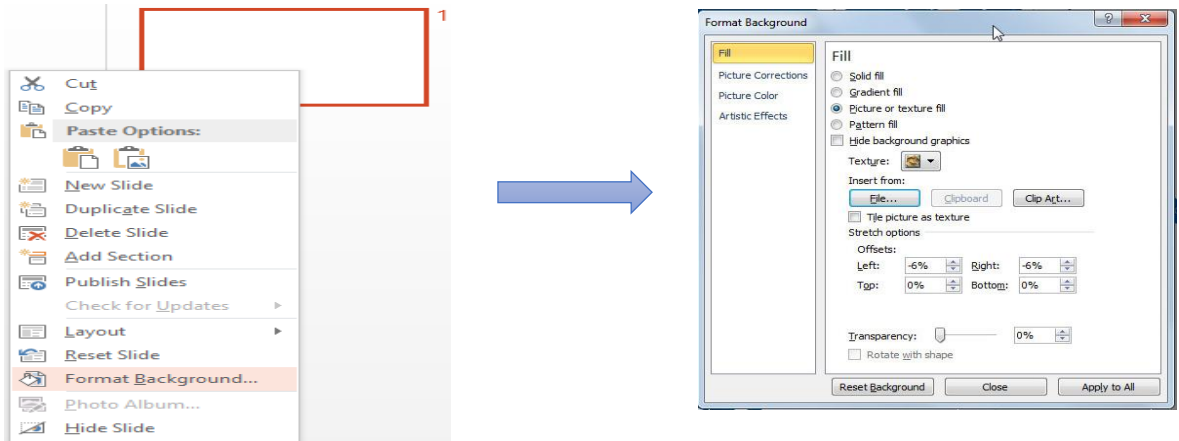 1
Cut
Copy
Paste Options:
New Slide
Duplicate Slide
Delete Slide
Add Section
Publish Slides
Check for Updates
Layout
Reset Slide
Format Background...
Photo Album...
Hide Slide
Format Background
Fill
Picture Corrections
Picture Color
Artistic Effects
Fill
Solid fill
Gradient fill
Picture or texture fill
Pattern fill
Hide background graphics
Texture:
Insert from:
File... Clipboard Clip Art...
Tile picture as texture
Stretch options
Offsets:
Left: -6% Right: -6%
Top: 0% Bottom: 0%
Transparency: 0%
Rotate with shape
Reset Background Close Apply to All